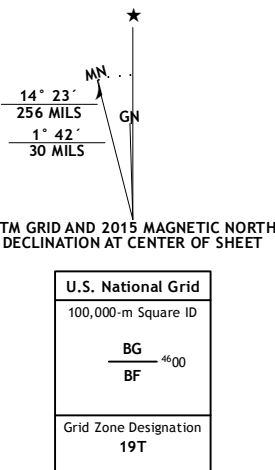 ★
MN
14° 23´
256 MILS
GN
1° 42´
30 MILS
TM GRID AND 2015 MAGNETIC NORTH
DECLINATION AT CENTER OF SHEET
U.S. National Grid
100,000-m Square ID
BG
4600
BF
Grid Zone Designation
19T